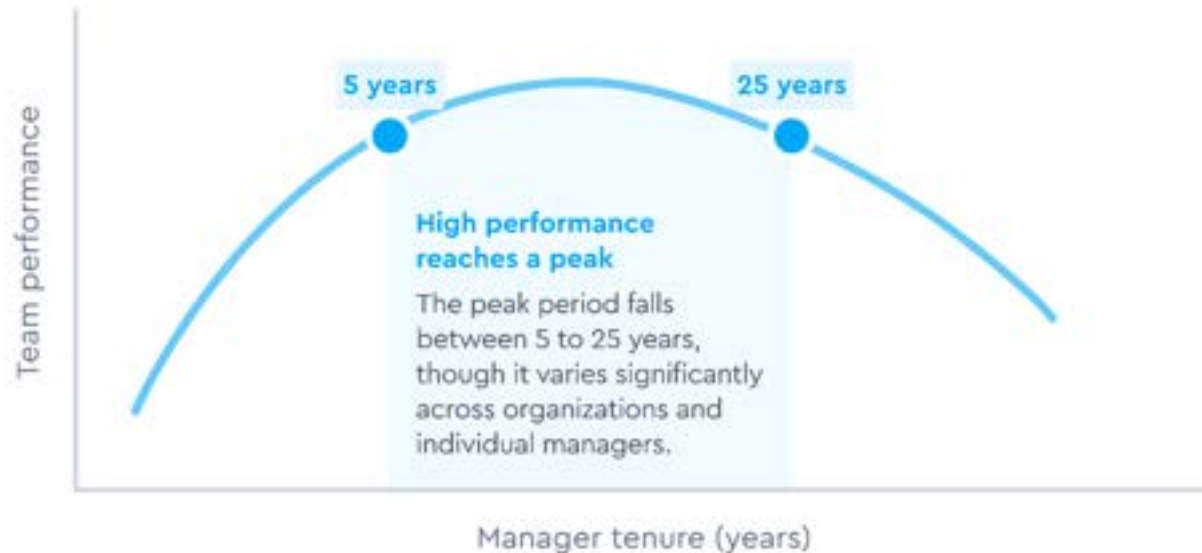 5 years
25 years
Team performance
High performance
reaches a peak
The peak period falls
between 5 to 25 years,
though it varies significantly
across organizations and
individual managers.
Manager tenure (years)